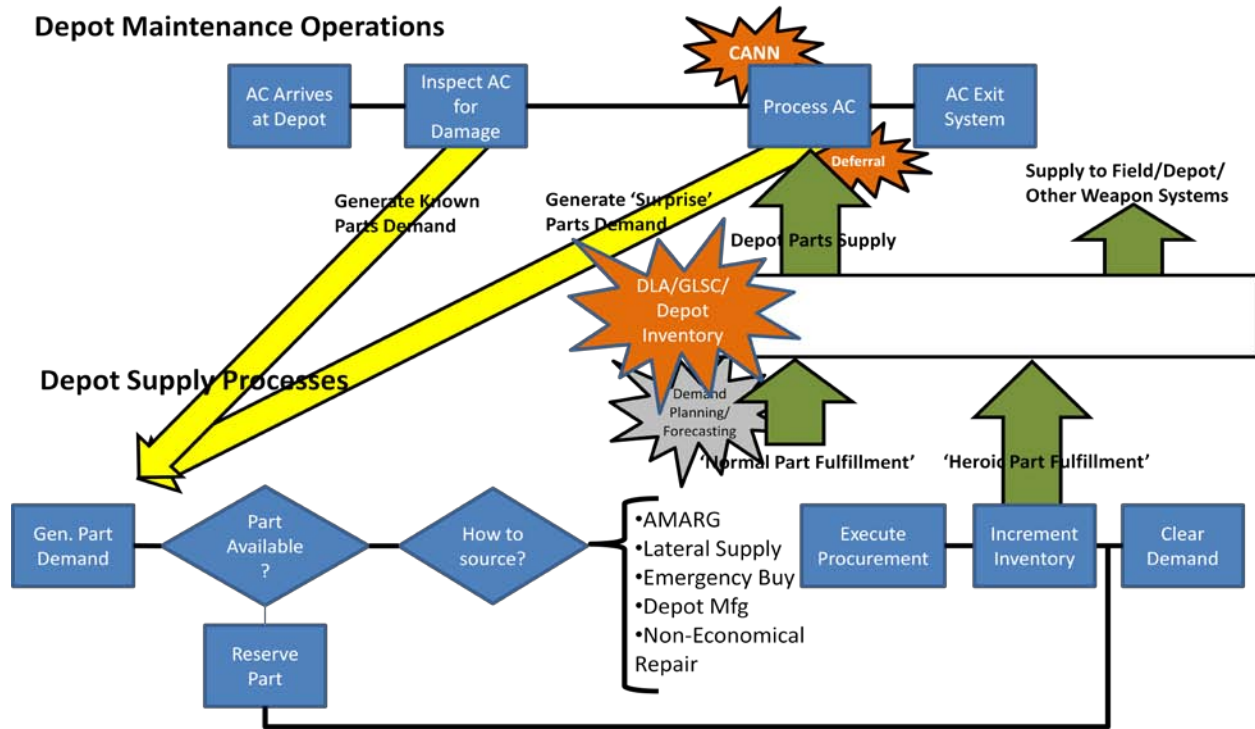 Depot Maintenance Operations
CANN
AC Arrives
at Depot
Inspect AC
for
Damage
Process AC
AC Exit
System
Deferral
Generate Known
Parts Demand
Generate ‘Surprise’
Parts Demand
Supply to Field/Depot/
Other Weapon Systems
Depot Parts Supply
DLA/GLSC/
Depot
Inventory
Depot Supply Processes
Demand
Planning/
Forecasting
‘Normal Part Fulfillment’
‘Heroic Part Fulfillment’
Gen. Part
Demand
Part
Available
?
How to
source?
•AMARG
•Lateral Supply
•Emergency Buy
•Depot Mfg
•Non-Economical
Repair
Execute
Procurement
Increment
Inventory
Clear
Demand
Reserve
Part